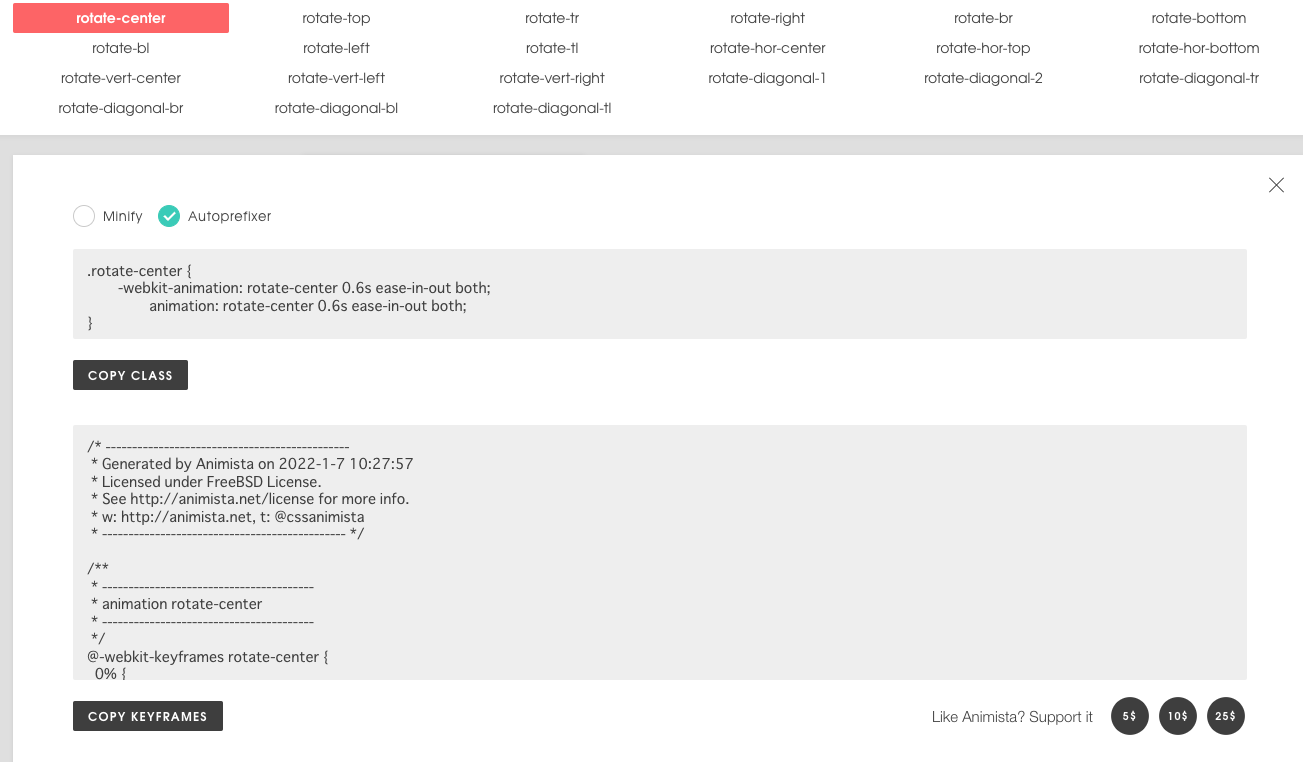 rotate-center rotate-top rotate-tr rotate-right rotate-br rotate-bottom
rotate-bl rotate-left rotate-tl rotate-hor-center rotate-hor-top rotate-hor-bottom
rotate-vert-center rotate-vert-left rotate-vert-right rotate-diagonal-1 rotate-diagonal-2 rotate-diagonal-tr
rotate-diagonal-br rotate-diagonal-bl rotate-diagonal-tl
Minify Autoprefixer
.rotate-center {
-webkit-animation: rotate-center 0.6s ease-in-out both;
animation: rotate-center 0.6s ease-in-out both;
}
COPY CLASS
/* ----------------------------------------------
* Generated by Animista on 2022-1-7 10:27:57
* Licensed under FreeBSD License.
* See http://animista.net/license for more info.
* w: http://animista.net, t: @cssanimista
* ---------------------------------------------- */
/**
* ----------------------------------------
* animation rotate-center
* ----------------------------------------
*/
@-webkit-keyframes rotate-center {
0% {
COPY KEYFRAMES Like Animista? Support it 5$ 10$ 25$